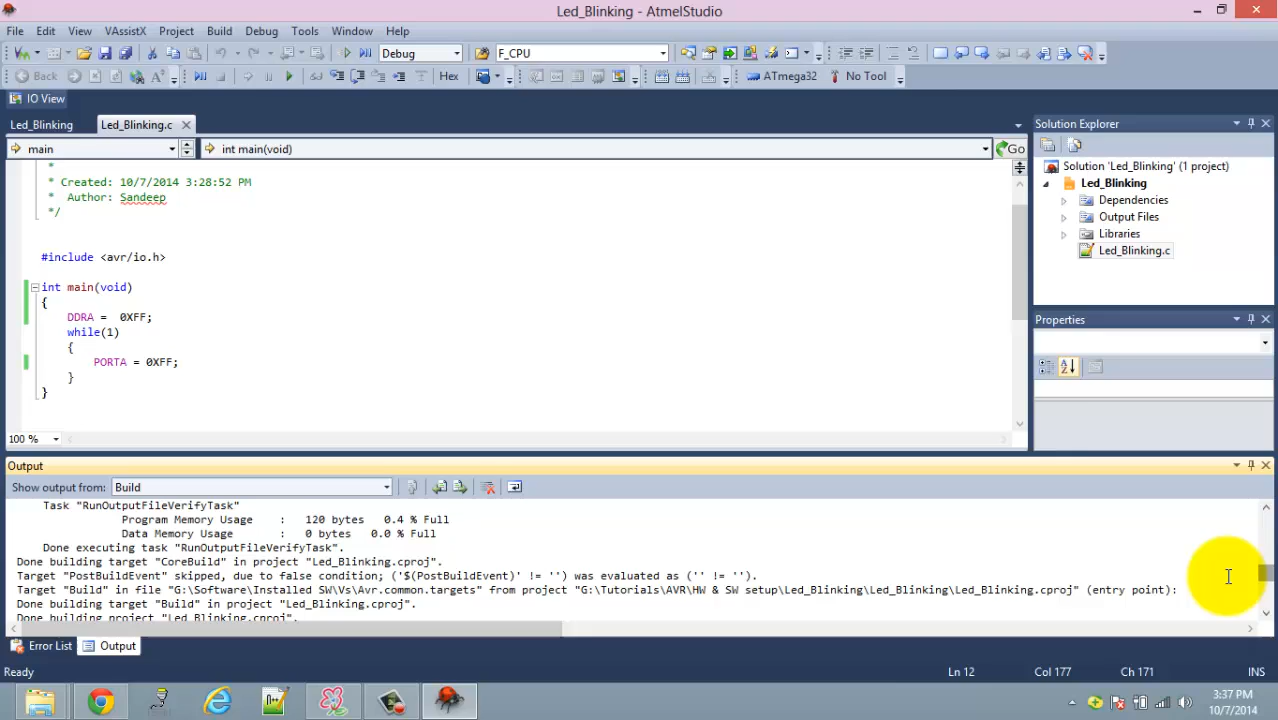 Led_Blinking - AtmelStudio
File Edit View VAssistX Project Build Debug Tools Window Help
Debug F_CPU
Back Hex ATmega32 No Tool
IO View
Led_Blinking Led_Blinking.c
main int main(void) Go
*
* Created: 10/7/2014 3:28:52 PM
* Author: Sandeep
*/
#include <avr/io.h>
int main(void)
{
DDRA = 0XFF;
while(1)
{
PORTA = 0XFF;
}
}
100 %
Solution Explorer
Solution 'Led_Blinking' (1 project)
Led_Blinking
Dependencies
Output Files
Libraries
Led_Blinking.c
Properties
Output
Show output from: Build
Task "RunOutputFileVerifyTask"
Program Memory Usage : 120 bytes 0.4 % Full
Data Memory Usage : 0 bytes 0.0 % Full
Done executing task "RunOutputFileVerifyTask".
Done building target "CoreBuild" in project "Led_Blinking.cproj".
Target "PostBuildEvent" skipped, due to false condition; ('$(PostBuildEvent)' != '') was evaluated as ('' != '').
Target "Build" in file "G:\Software\Installed SW\Vs\Avr.common.targets" from project "G:\Tutorials\AVR\HW & SW setup\Led_Blinking\Led_Blinking\Led_Blinking.cproj" (entry point):
Done building target "Build" in project "Led_Blinking.cproj".
Done building project "Led_Blinking.cproj".
Error List Output
Ready Ln 12 Col 177 Ch 171 INS
3:37 PM
10/7/2014